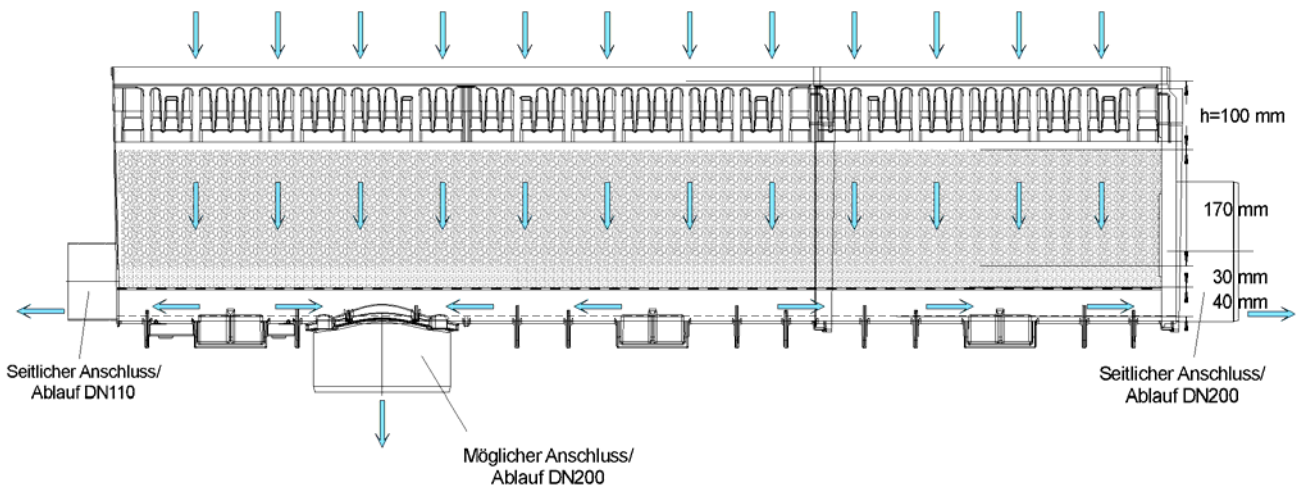 h=100 mm
170 mm
30 mm
40 mm
Seitlicher Anschluss/
Ablauf DN110
Seitlicher Anschluss/
Ablauf DN200
Möglicher Anschluss/
Ablauf DN200